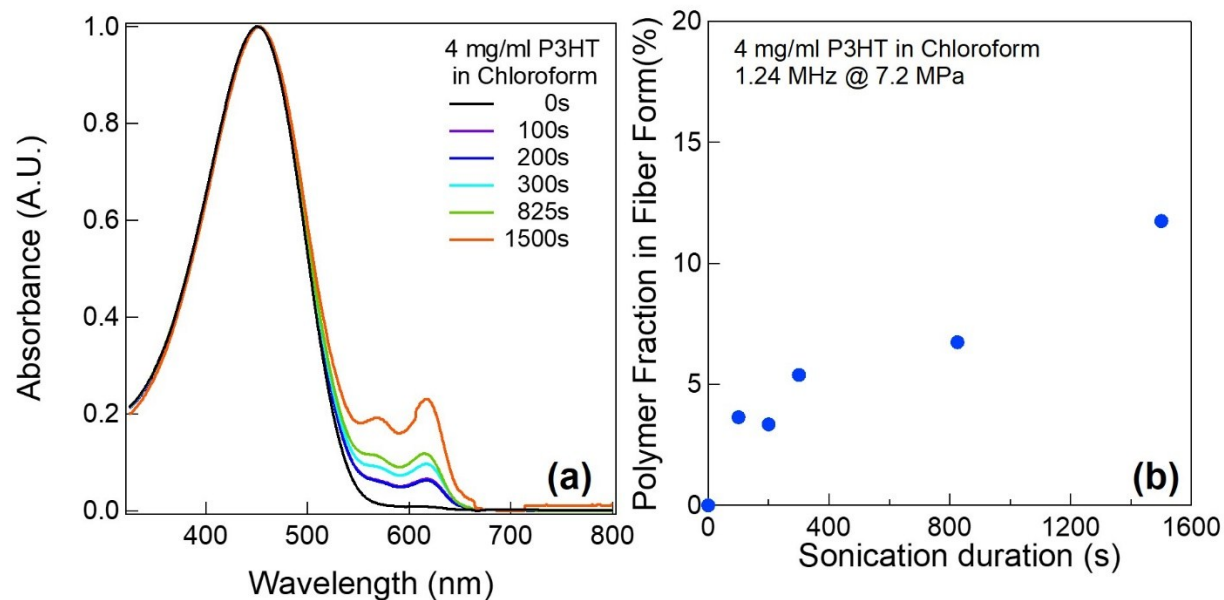 1.0
0.8
0.6
0.4
0.2
0.0
Absorbance (A.U.)
4 mg/ml P3HT
in Chloroform
0s
100s
200s
300s
825s
1500s
(a)
400 500 600 700 800
Wavelength (nm)
20
15
10
5
0
Polymer Fraction in Fiber Form(%)
4 mg/ml P3HT in Chloroform
1.24 MHz @ 7.2 MPa
(b)
0 400 800 1200 1600
Sonication duration (s)